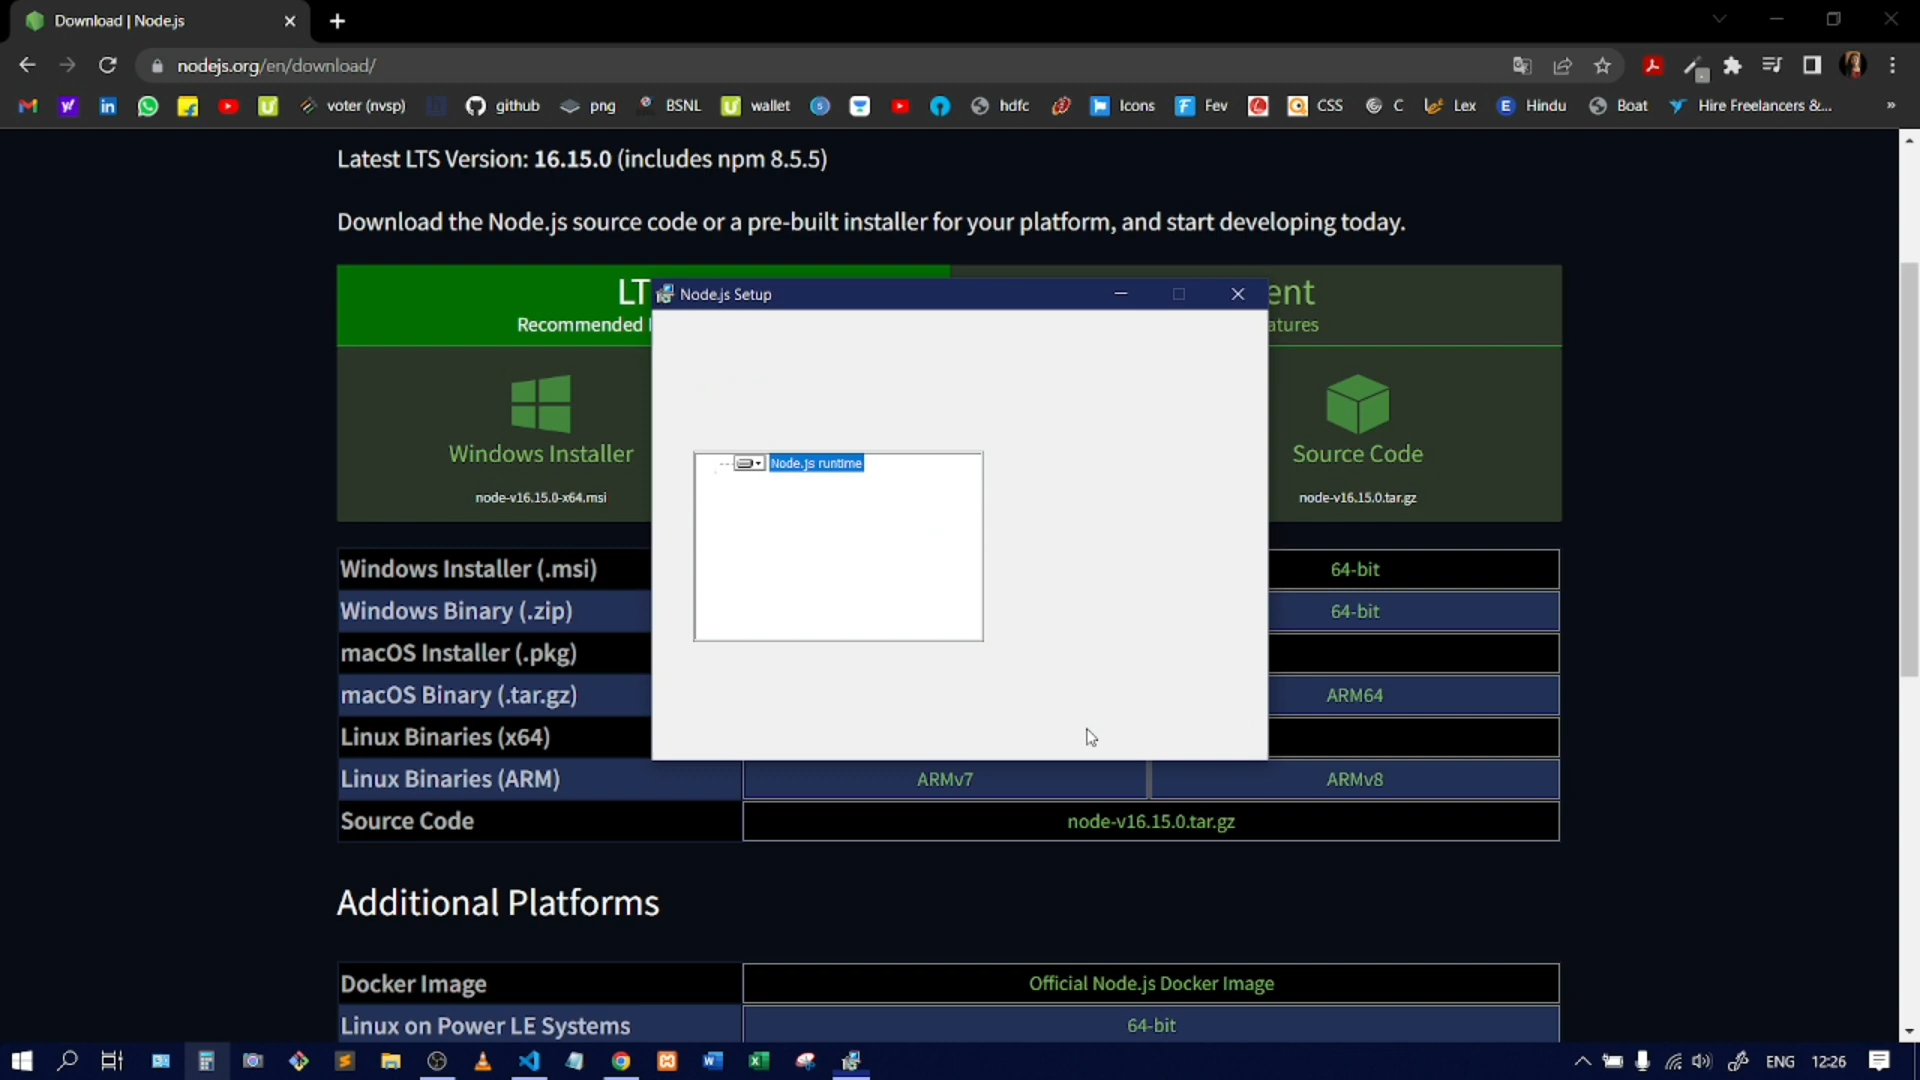 Download | Node.js
nodejs.org/en/download/
voter (nvsp)
github
png
BSNL
wallet
hdfc
Icons
Fev
CSS
C
Lex
Hindu
Boat
Hire Freelancers &...
»
Latest LTS Version: 16.15.0 (includes npm 8.5.5)
Download the Node.js source code or a pre-built installer for your platform, and start developing today.
LT
Recommended
ent
atures
Node.js Setup
Node.js runtime
Windows Installer
node-v16.15.0-x64.msi
Source Code
node-v16.15.0.tar.gz
Windows Installer (.msi)
64-bit
Windows Binary (.zip)
64-bit
macOS Installer (.pkg)
macOS Binary (.tar.gz)
ARM64
Linux Binaries (x64)
Linux Binaries (ARM)
ARMv7
ARMv8
Source Code
node-v16.15.0.tar.gz
Additional Platforms
Docker Image
Official Node.js Docker Image
Linux on Power LE Systems
64-bit
ENG
12:26